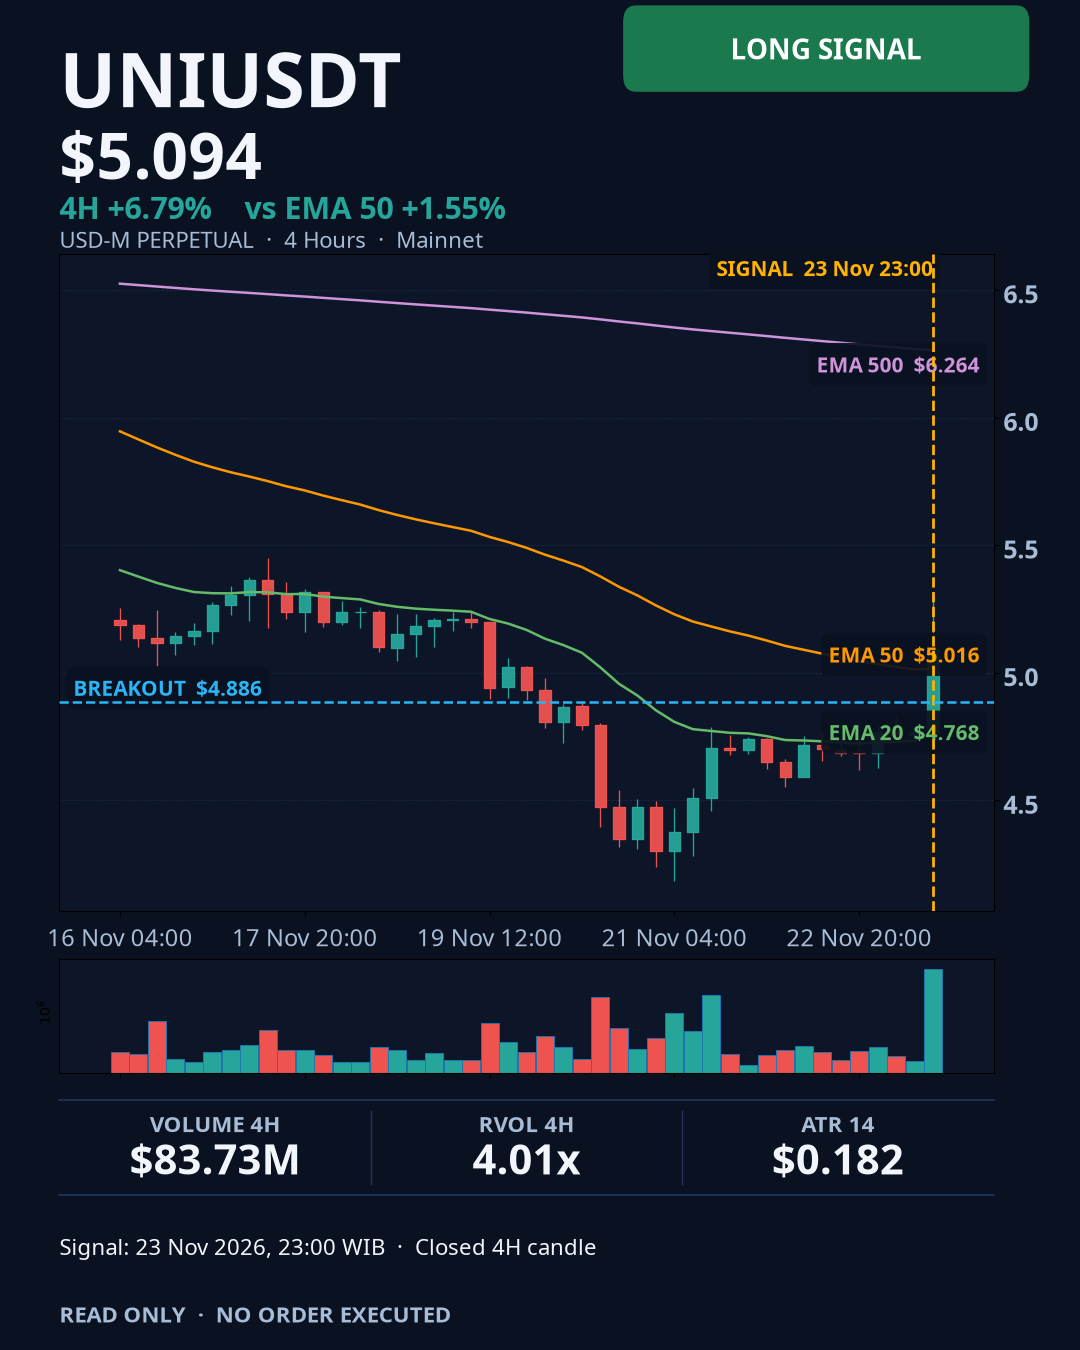 LONG SIGNAL
UNIUSDT
$5.094
4H +6.79% vs EMA 50 +1.55%
USD-M PERPETUAL · 4 Hours · Mainnet
SIGNAL 23 Nov 23:00
6.5
EMA 500 $6.264
6.0
5.5
EMA 50 $5.016
5.0
BREAKOUT $4.886
EMA 20 $4.768
4.5
16 Nov 04:00 17 Nov 20:00 19 Nov 12:00 21 Nov 04:00 22 Nov 20:00
10⁶
VOLUME 4H RVOL 4H ATR 14
$83.73M 4.01x $0.182
Signal: 23 Nov 2026, 23:00 WIB · Closed 4H candle
READ ONLY · NO ORDER EXECUTED